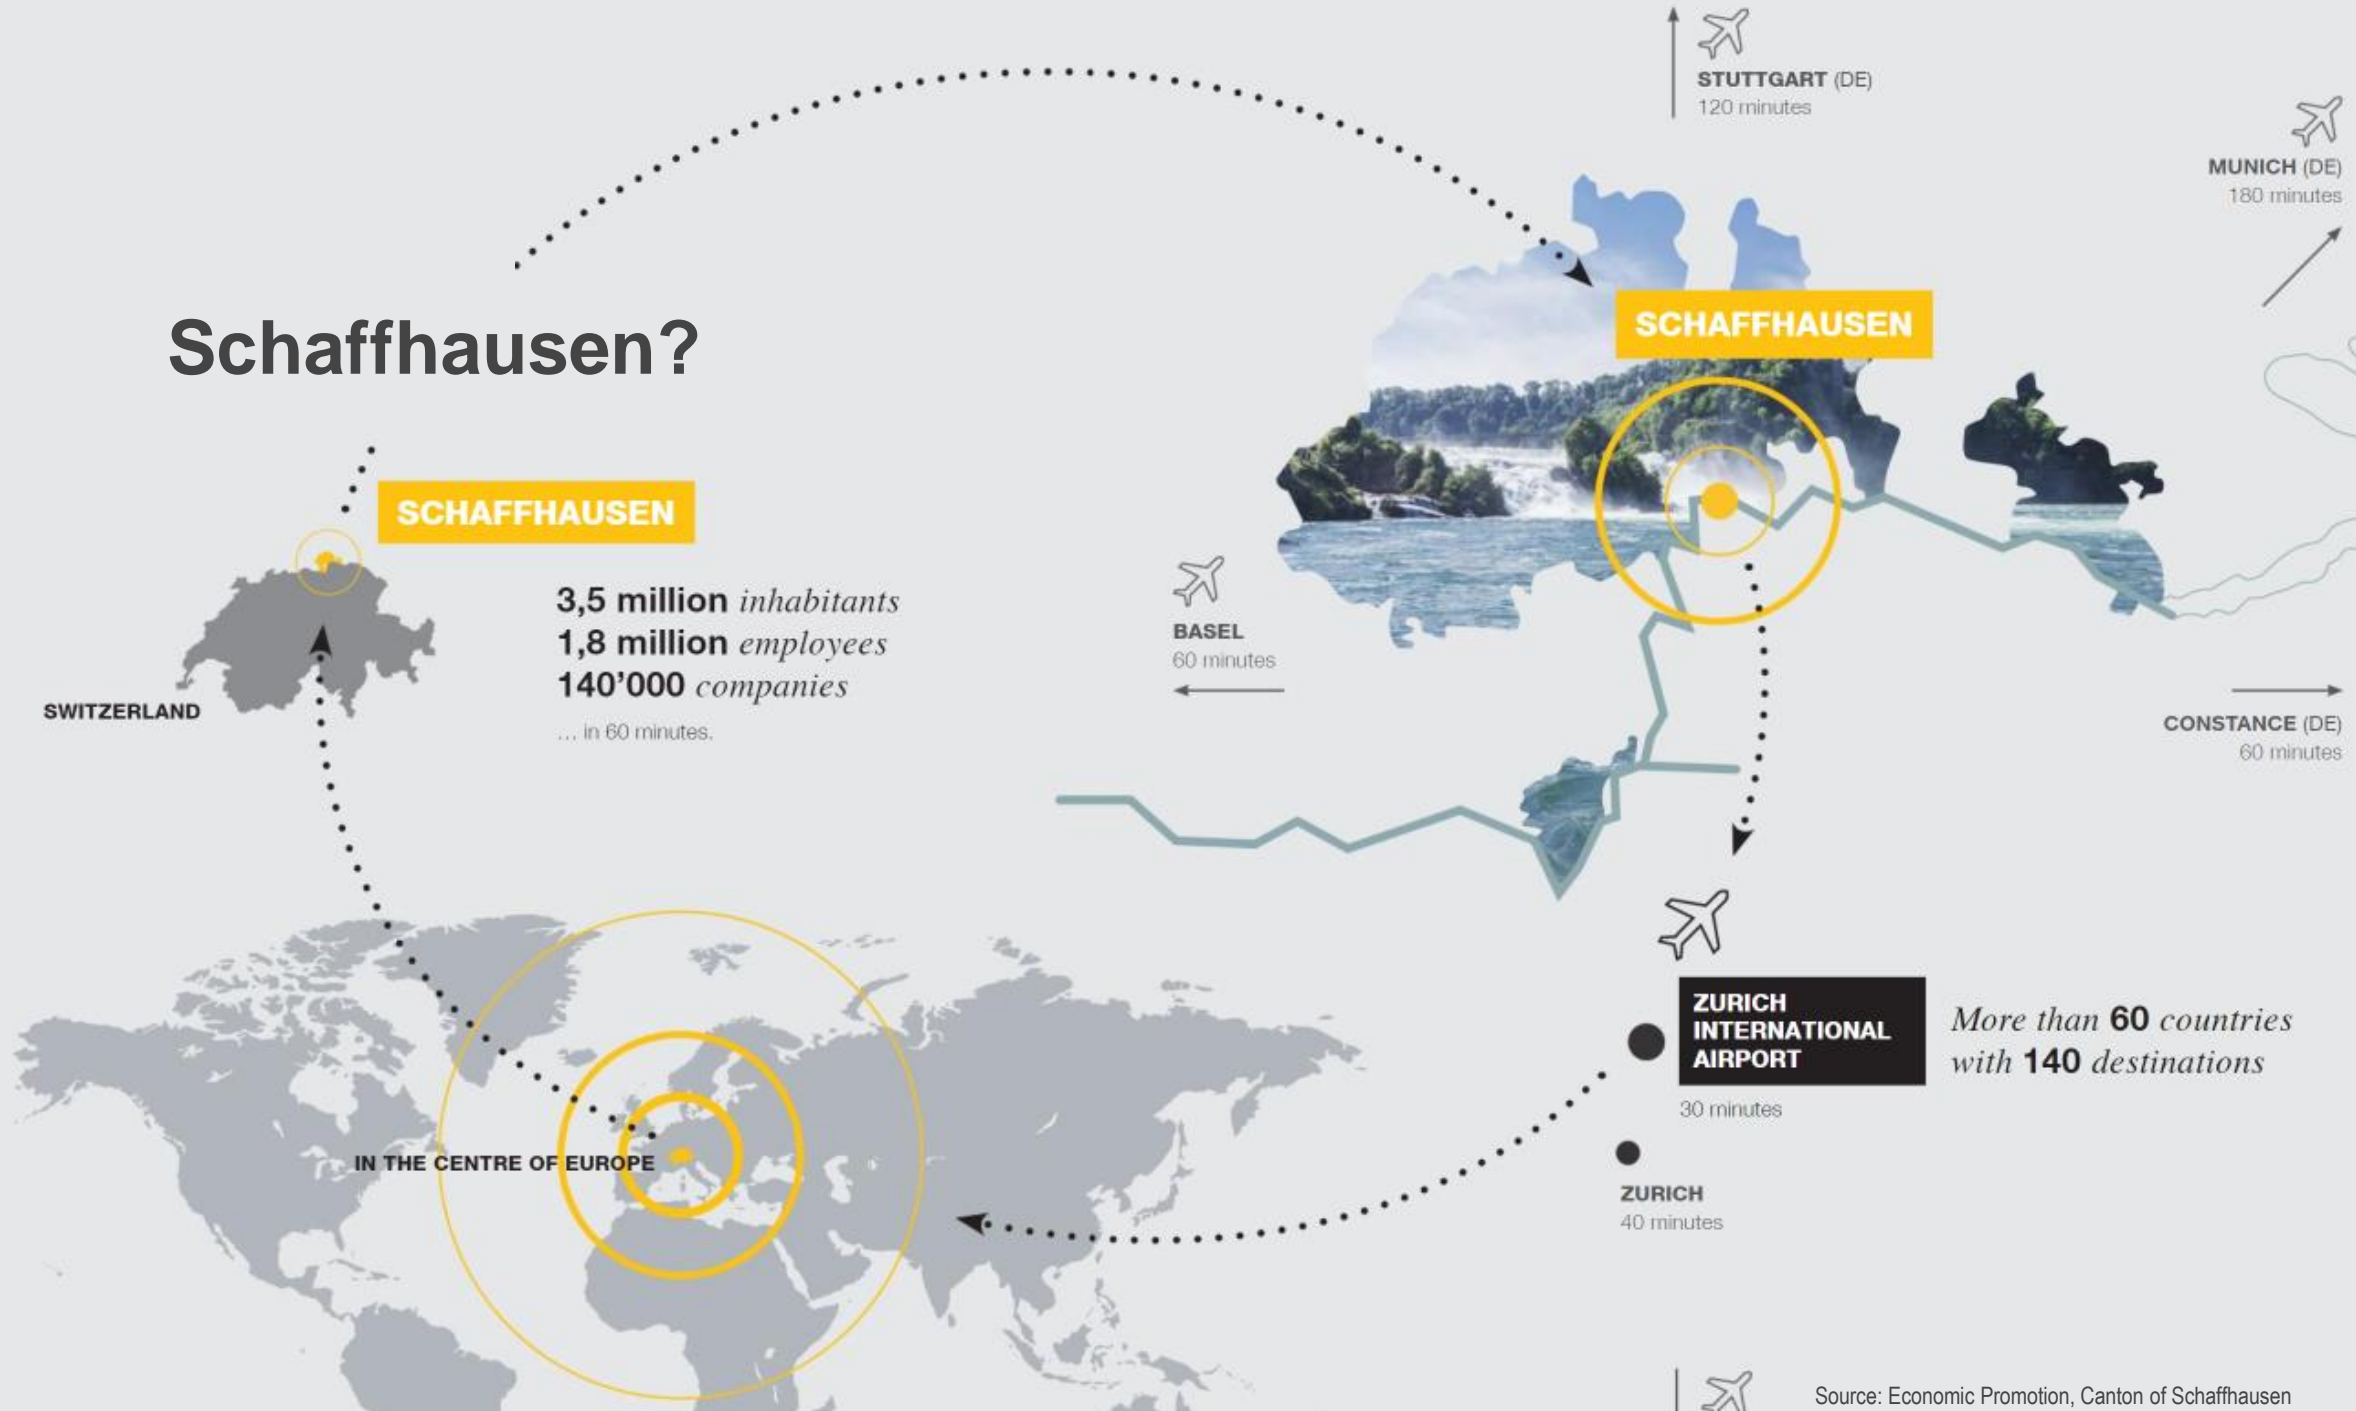 STUTTGART (DE)
120 minutes
MUNICH (DE)
180 minutes
Schaffhausen?
SCHAFFHAUSEN
SCHAFFHAUSEN
3,5 million inhabitants
1,8 million employees
140’000 companies
... in 60 minutes.
SWITZERLAND
BASEL
60 minutes
CONSTANCE (DE)
60 minutes
ZURICH
INTERNATIONAL
AIRPORT
30 minutes
More than 60 countries
with 140 destinations
IN THE CENTRE OF EUROPE
ZURICH
40 minutes
Source: Economic Promotion, Canton of Schaffhausen